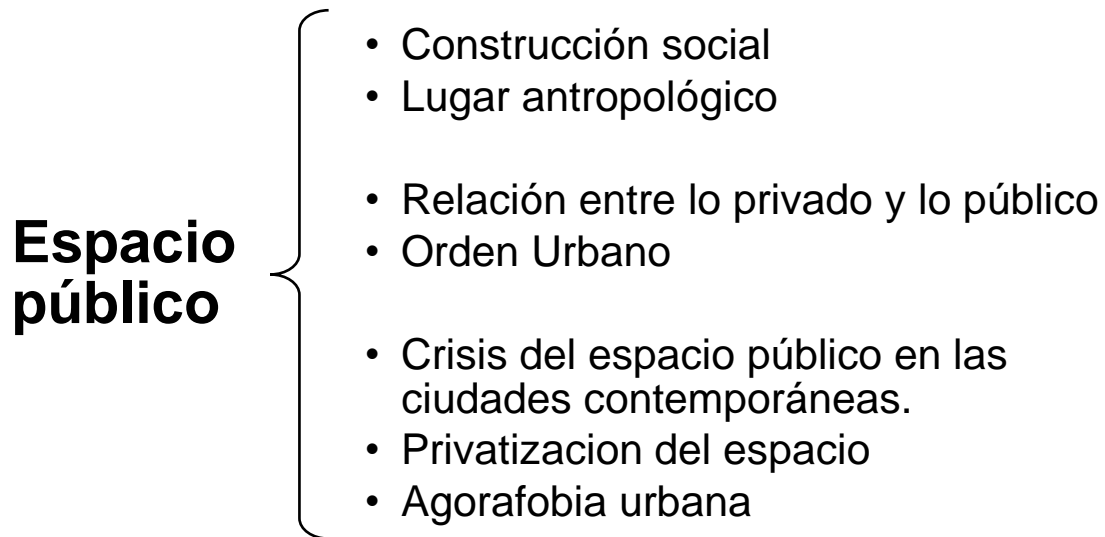 Espacio
público
• Construcción social
• Lugar antropológico
• Relación entre lo privado y lo público
• Orden Urbano
• Crisis del espacio público en las
ciudades contemporáneas.
• Privatizacion del espacio
• Agorafobia urbana